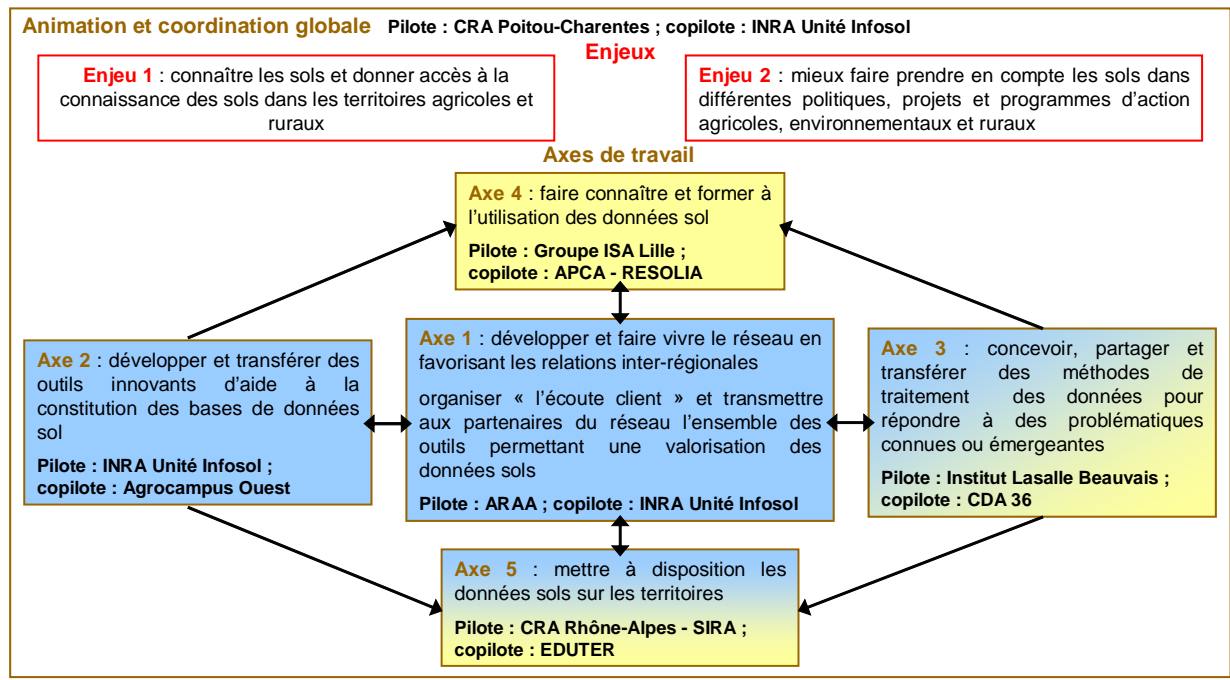 Animation et coordination globale Pilote : CRA Poitou-Charentes ; copilote : INRA Unité Infosol
Enjeux
Enjeu 1 : connaître les sols et donner accès à la
connaissance des sols dans les territoires agricoles et
ruraux
Enjeu 2 : mieux faire prendre en compte les sols dans
différentes politiques, projets et programmes d’action
agricoles, environnementaux et ruraux
Axes de travail
Axe 4 : faire connaître et former à
l’utilisation des données sol
Pilote : Groupe ISA Lille ;
copilote : APCA - RESOLIA
Axe 2 : développer et transférer des
outils innovants d’aide à la
constitution des bases de données
sol
Pilote : INRA Unité Infosol ;
copilote : Agrocampus Ouest
Axe 1 : développer et faire vivre le réseau en
favorisant les relations inter-régionales
organiser « l’écoute client » et transmettre
aux partenaires du réseau l’ensemble des
outils permettant une valorisation des
données sols
Pilote : ARAA ; copilote : INRA Unité Infosol
Axe 3 : concevoir, partager et
transférer des méthodes de
traitement des données pour
répondre à des problématiques
connues ou émergeantes
Pilote : Institut Lasalle Beauvais ;
copilote : CDA 36
Axe 5 : mettre à disposition les
données sols sur les territoires
Pilote : CRA Rhône-Alpes - SIRA ;
copilote : EDUTER